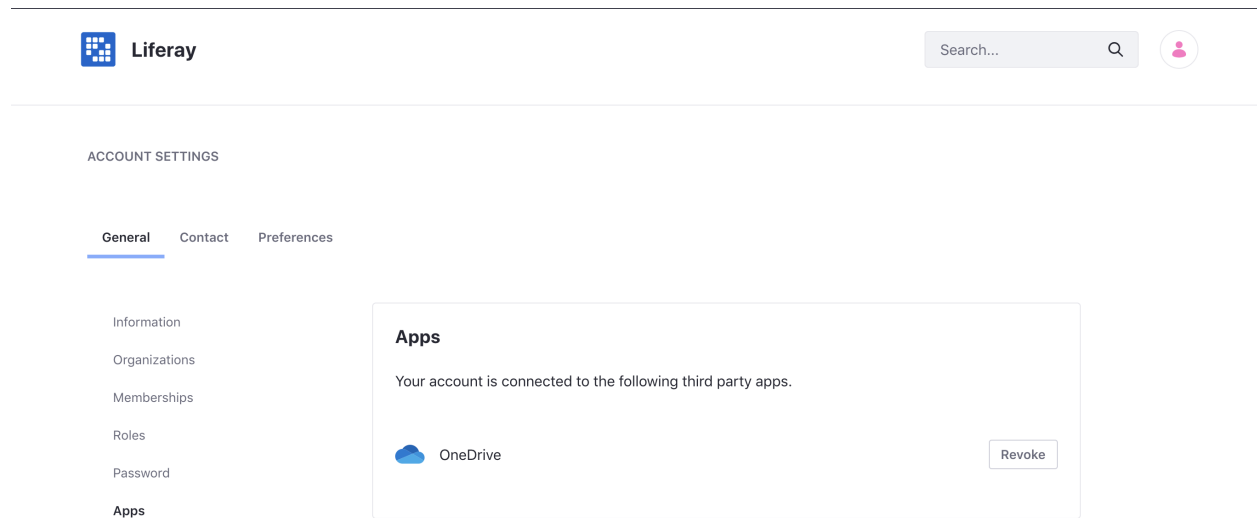 Liferay
Search...
ACCOUNT SETTINGS
General Contact Preferences
Information
Organizations
Memberships
Roles
Password
Apps
Apps
Your account is connected to the following third party apps.
OneDrive Revoke